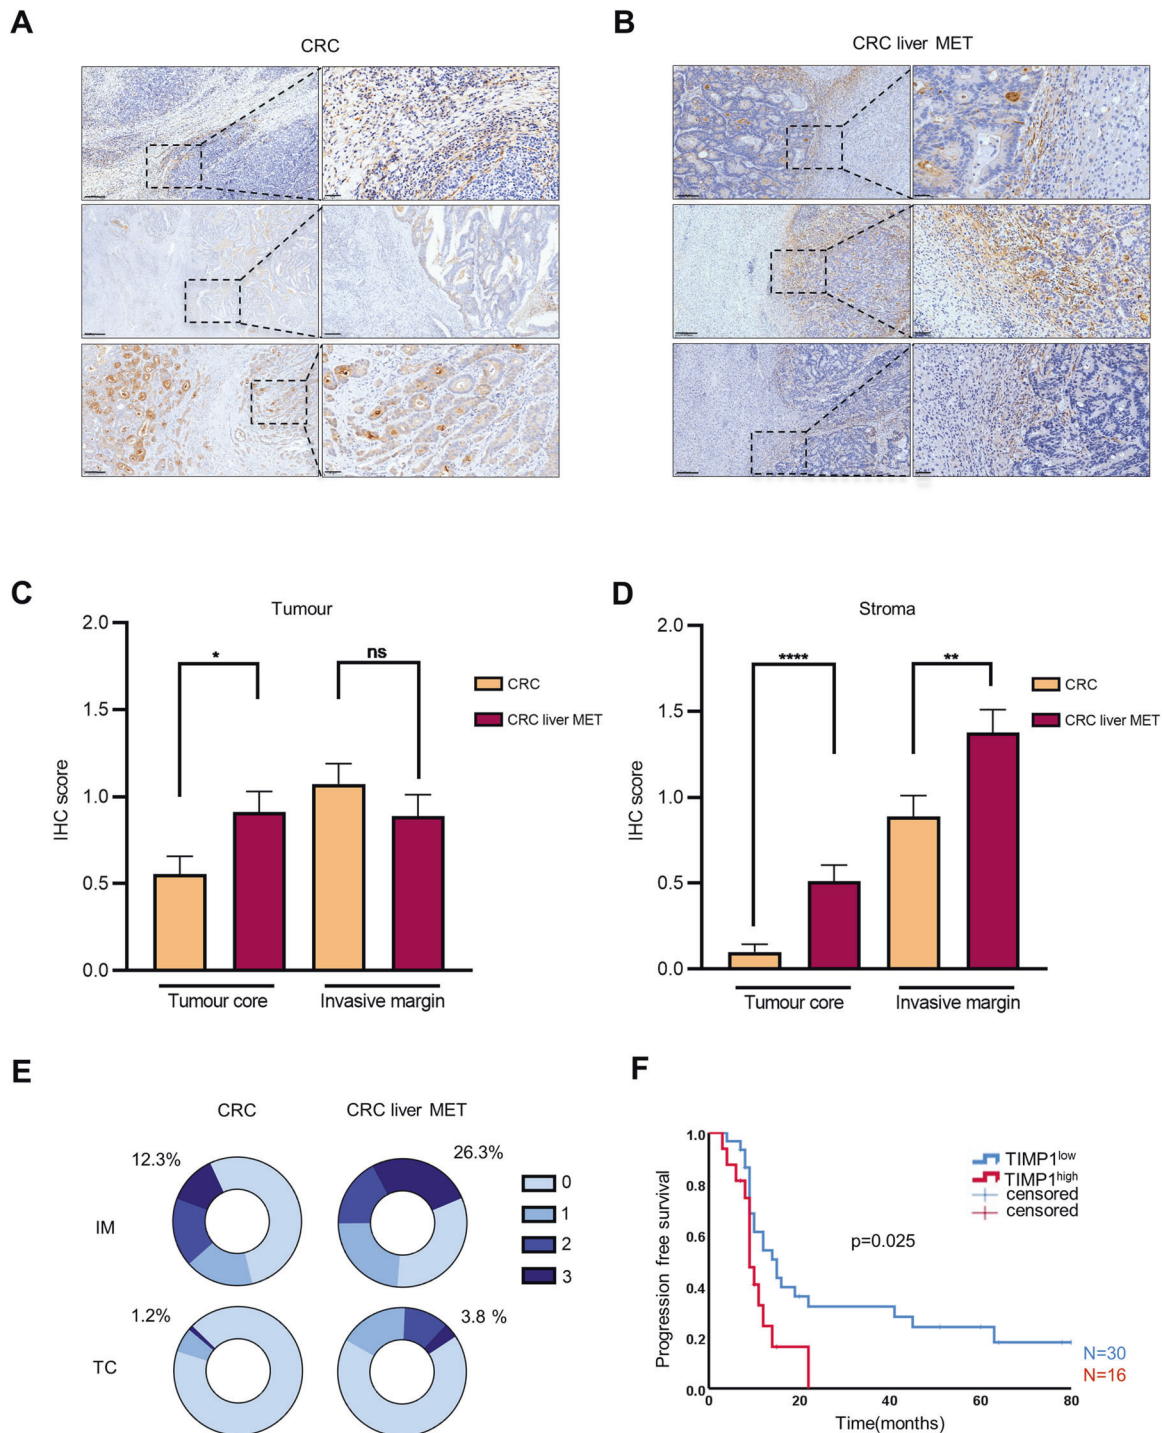 A
CRC
B
CRC liver MET
C
Tumour
2.0
1.5
1.0
0.5
0.0
IHC score
*
ns
CRC
CRC liver MET
Tumour core
Invasive margin
D
Stroma
2.0
1.5
1.0
0.5
0.0
IHC score
****
**
CRC
CRC liver MET
Tumour core
Invasive margin
E
CRC
CRC liver MET
12.3%
26.3%
IM
0
1
2
3
1.2%
3.8 %
TC
F
1.0
0.8
0.6
0.4
0.2
0.0
Progression free survival
TIMP1low
TIMP1high
censored
censored
p=0.025
N=30
N=16
0
20
40
60
80
Time(months)